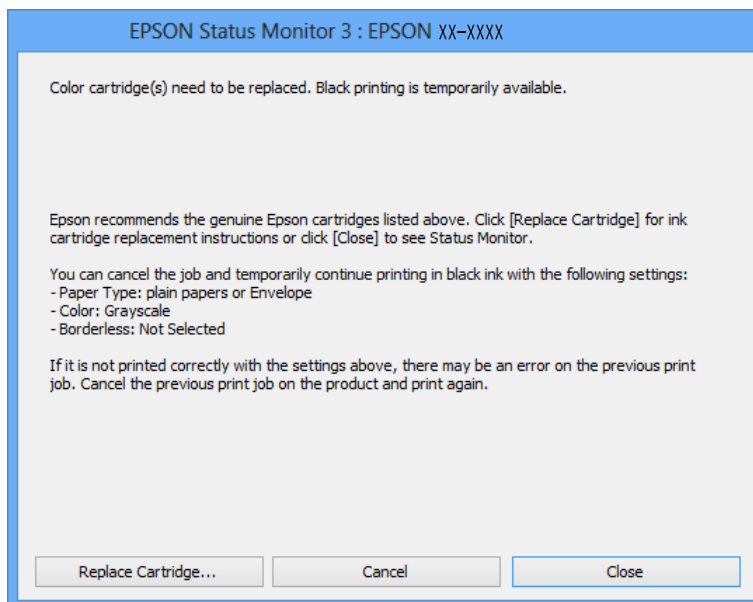 EPSON Status Monitor 3 : EPSON XX-XXXX
Color cartridge(s) need to be replaced. Black printing is temporarily available.
Epson recommends the genuine Epson cartridges listed above. Click [Replace Cartridge] for ink
cartridge replacement instructions or click [Close] to see Status Monitor.
You can cancel the job and temporarily continue printing in black ink with the following settings:
- Paper Type: plain papers or Envelope
- Color: Grayscale
- Borderless: Not Selected
If it is not printed correctly with the settings above, there may be an error on the previous print
job. Cancel the previous print job on the product and print again.
Replace Cartridge...
Cancel
Close